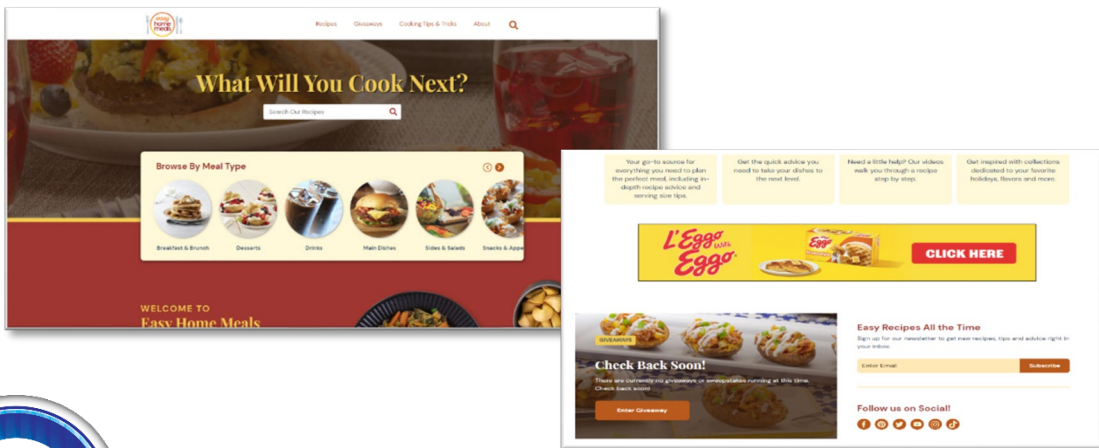 easy
home
meals
Recipes Giveaways Cooking Tips & Tricks About
What Will You Cook Next?
Search Our Recipes
Browse By Meal Type
Breakfast & Brunch Desserts Drinks Main Dishes Sides & Salads Snacks & Appe
WELCOME TO
Easy Home Meals
Your go-to source for
everything you need to plan
the perfect meal, including in-
depth recipe advice and
serving size tips.
Get the quick advice you
need to take your dishes to
the next level.
Need a little help? Our videos
walk you through a recipe
step by step.
Get inspired with collections
dedicated to your favorite
holidays, flavors and more.
L'Eggo
with
Eggo
Eggo
CLICK HERE
GIVEAWAYS
Check Back Soon!
There are currently no giveaways or sweepstakes running at this time.
Check back soon!
Enter Giveaway
Easy Recipes All the Time
Sign up for our newsletter to get new recipes, tips and advice right in
your inbox.
Enter Email Subscribe
Follow us on Social!